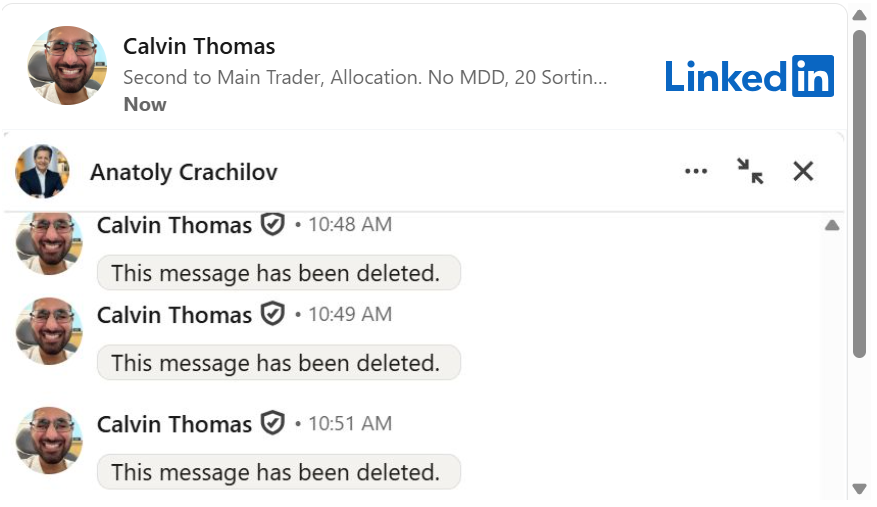 Calvin Thomas
Second to Main Trader, Allocation. No MDD, 20 Sortin...
Now
LinkedIn
Anatoly Crachilov
Calvin Thomas • 10:48 AM
This message has been deleted.
Calvin Thomas • 10:49 AM
This message has been deleted.
Calvin Thomas • 10:51 AM
This message has been deleted.